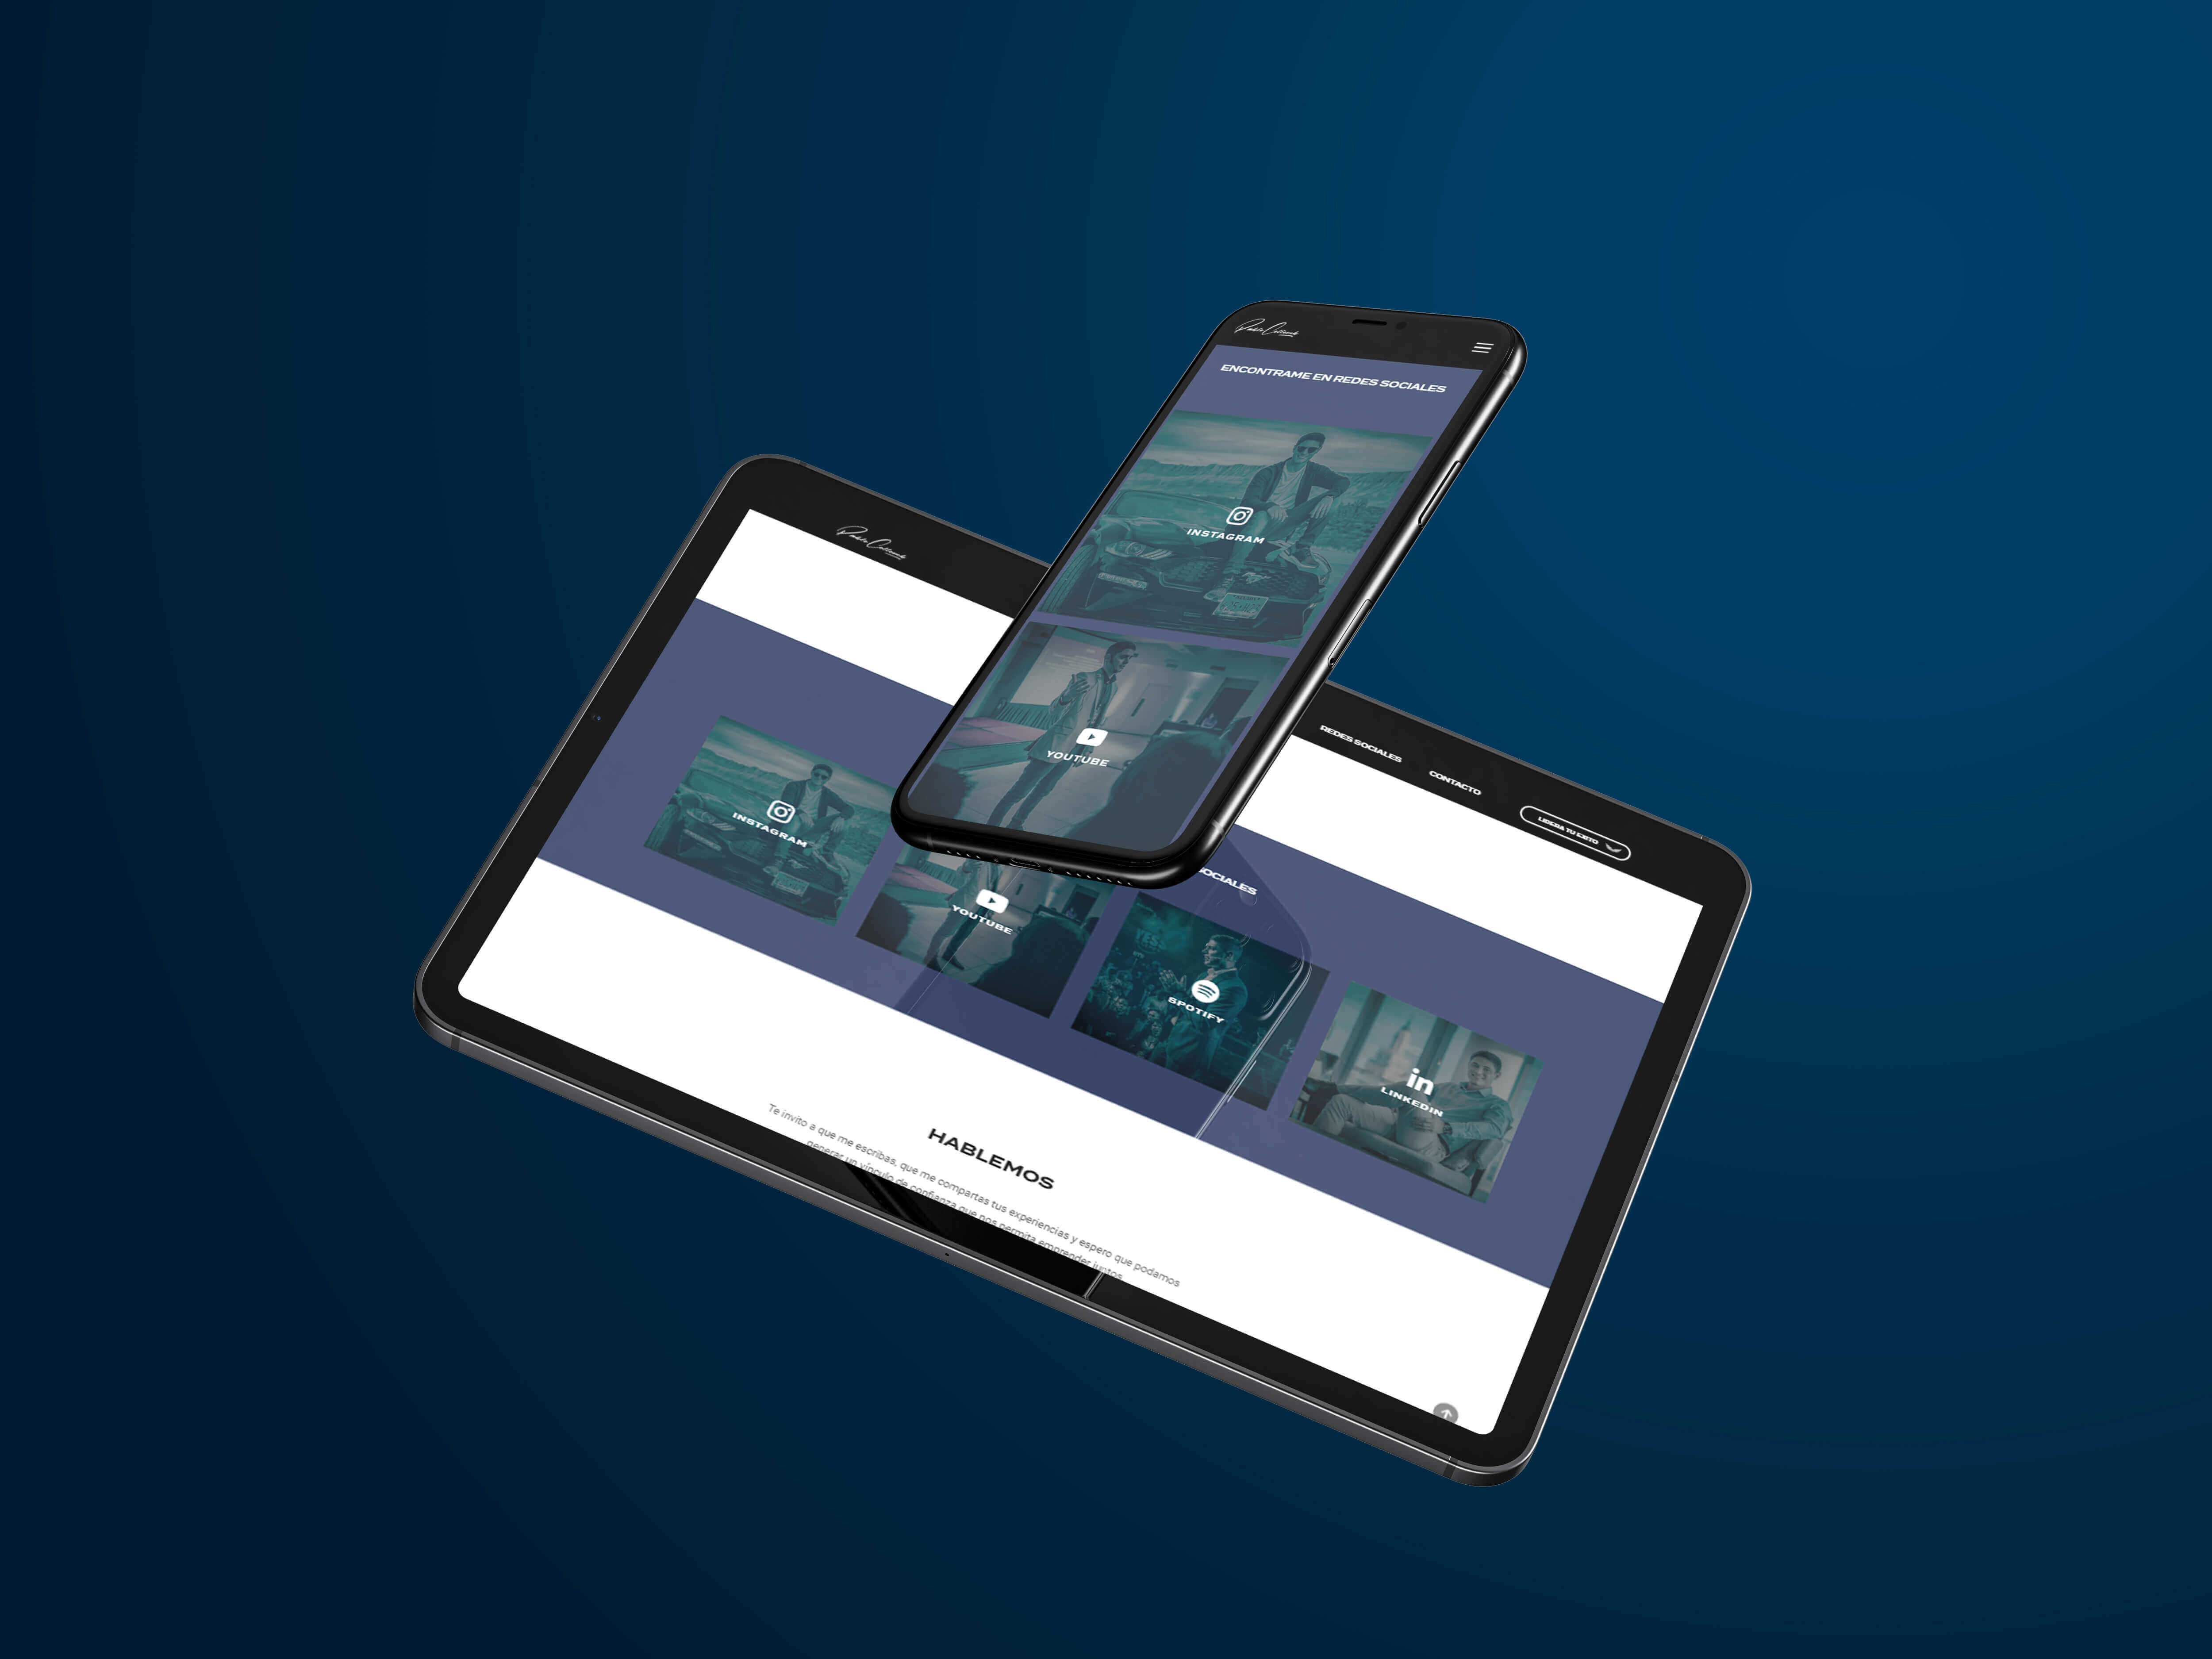 ENCONTRAME EN REDES SOCIALES
INSTAGRAM
YOUTUBE
REDES SOCIALES
CONTACTO
LIDERA TU EXITO
SOCIALES
INSTAGRAM
YOUTUBE
SPOTIFY
in
LINKEDIN
HABLEMOS
Te invito a que me escribas, que me compartas tus experiencias y espero que podamos
generar un vínculo de confianza que nos permita emprender juntos